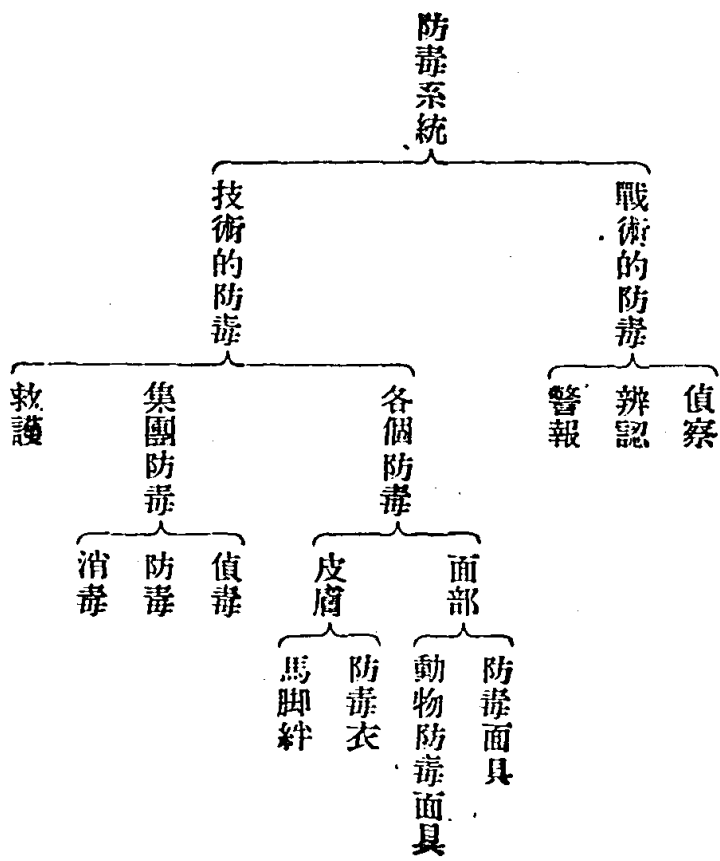 防毒系統
戰術的防毒
偵察
辨認
警報
技術的防毒
各個防毒
面部
防毒面具
動物防毒面具
皮膚
防毒衣
馬脚絆
集團防毒
偵毒
防毒
消毒
救護